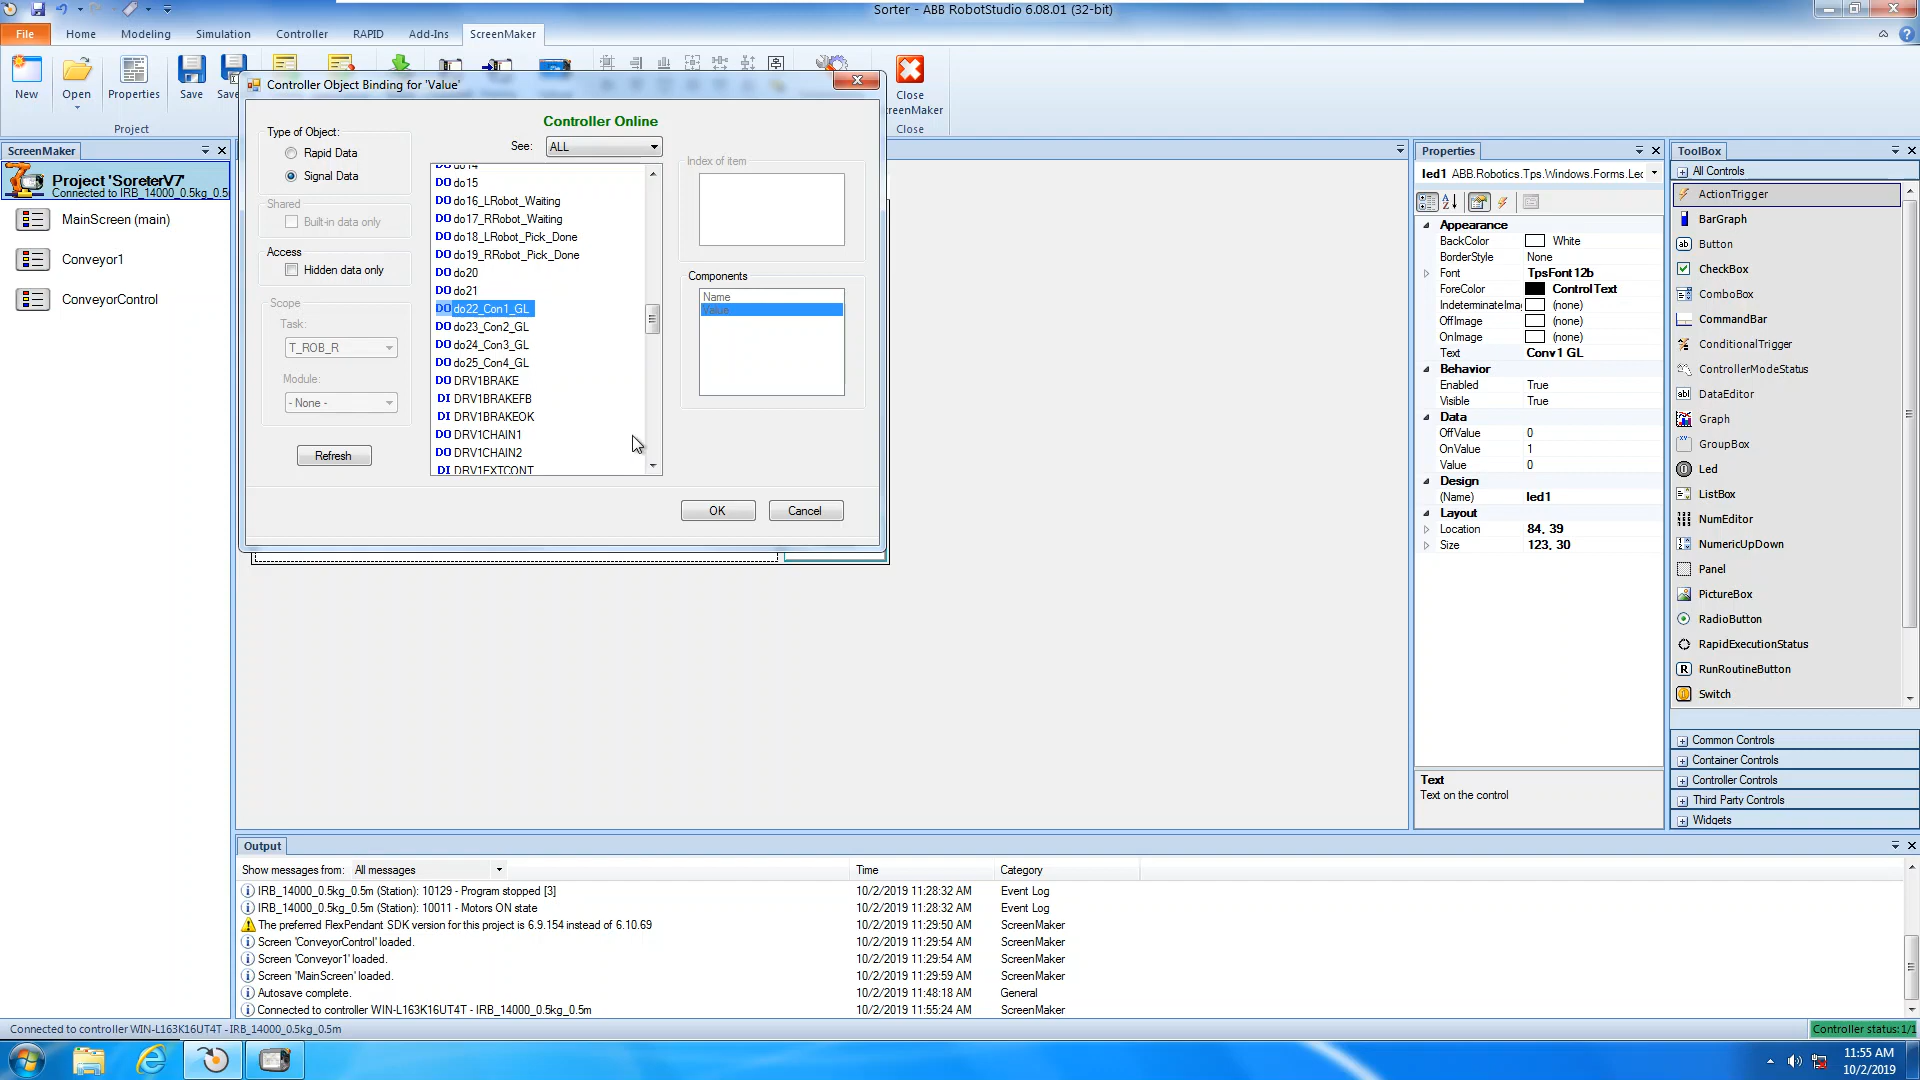 Sorter - ABB RobotStudio 6.08.01 (32-bit)
File
Home
Modeling
Simulation
Controller
RAPID
Add-Ins
ScreenMaker
New
Open
Properties
Save
Save
Close
Project
Close
Controller Object Binding for 'Value'
Controller Online
Type of Object:
Rapid Data
Signal Data
Shared
Built-in data only
Access
Hidden data only
Scope
Task:
T_ROB_R
Module:
- None -
Refresh
See:
ALL
DO do14
DO do15
DO do16_LRobot_Waiting
DO do17_RRobot_Waiting
DO do18_LRobot_Pick_Done
DO do19_RRobot_Pick_Done
DO do20
DO do21
DO do22_Con1_GL
DO do23_Con2_GL
DO do24_Con3_GL
DO do25_Con4_GL
DO DRV1BRAKE
DI DRV1BRAKEFB
DI DRV1BRAKEOK
DO DRV1CHAIN1
DO DRV1CHAIN2
DI DRV1EXTCONT
Index of item
Components
Name
Value
OK
Cancel
ScreenMaker
Project 'SoreterV7'
Connected to IRB_14000_0.5kg_0.5
MainScreen (main)
Conveyor1
ConveyorControl
Properties
led1 ABB.Robotics.Tps.Windows.Forms.Lec
Appearance
BackColor White
BorderStyle None
Font TpsFont12b
ForeColor ControlText
IndeterminateIma (none)
OffImage (none)
OnImage (none)
Text Conv1 GL
Behavior
Enabled True
Visible True
Data
OffValue 0
OnValue 1
Value 0
Design
(Name) led1
Layout
Location 84, 39
Size 123, 30
Text
Text on the control
ToolBox
All Controls
ActionTrigger
BarGraph
Button
CheckBox
ComboBox
CommandBar
ConditionalTrigger
ControllerModeStatus
DataEditor
Graph
GroupBox
Led
ListBox
NumEditor
NumericUpDown
Panel
PictureBox
RadioButton
RapidExecutionStatus
RunRoutineButton
Switch
Common Controls
Container Controls
Controller Controls
Third Party Controls
Widgets
Output
Show messages from: All messages Time Category
IRB_14000_0.5kg_0.5m (Station): 10129 - Program stopped [3] 10/2/2019 11:28:32 AM Event Log
IRB_14000_0.5kg_0.5m (Station): 10011 - Motors ON state 10/2/2019 11:28:32 AM Event Log
The preferred FlexPendant SDK version for this project is 6.9.154 instead of 6.10.69 10/2/2019 11:29:50 AM ScreenMaker
Screen 'ConveyorControl' loaded. 10/2/2019 11:29:54 AM ScreenMaker
Screen 'Conveyor1' loaded. 10/2/2019 11:29:54 AM ScreenMaker
Screen 'MainScreen' loaded. 10/2/2019 11:29:59 AM ScreenMaker
Autosave complete. 10/2/2019 11:48:18 AM General
Connected to controller WIN-L163K16UT4T - IRB_14000_0.5kg_0.5m 10/2/2019 11:55:24 AM ScreenMaker
Connected to controller WIN-L163K16UT4T - IRB_14000_0.5kg_0.5m
Controller status: 1/1
11:55 AM
10/2/2019